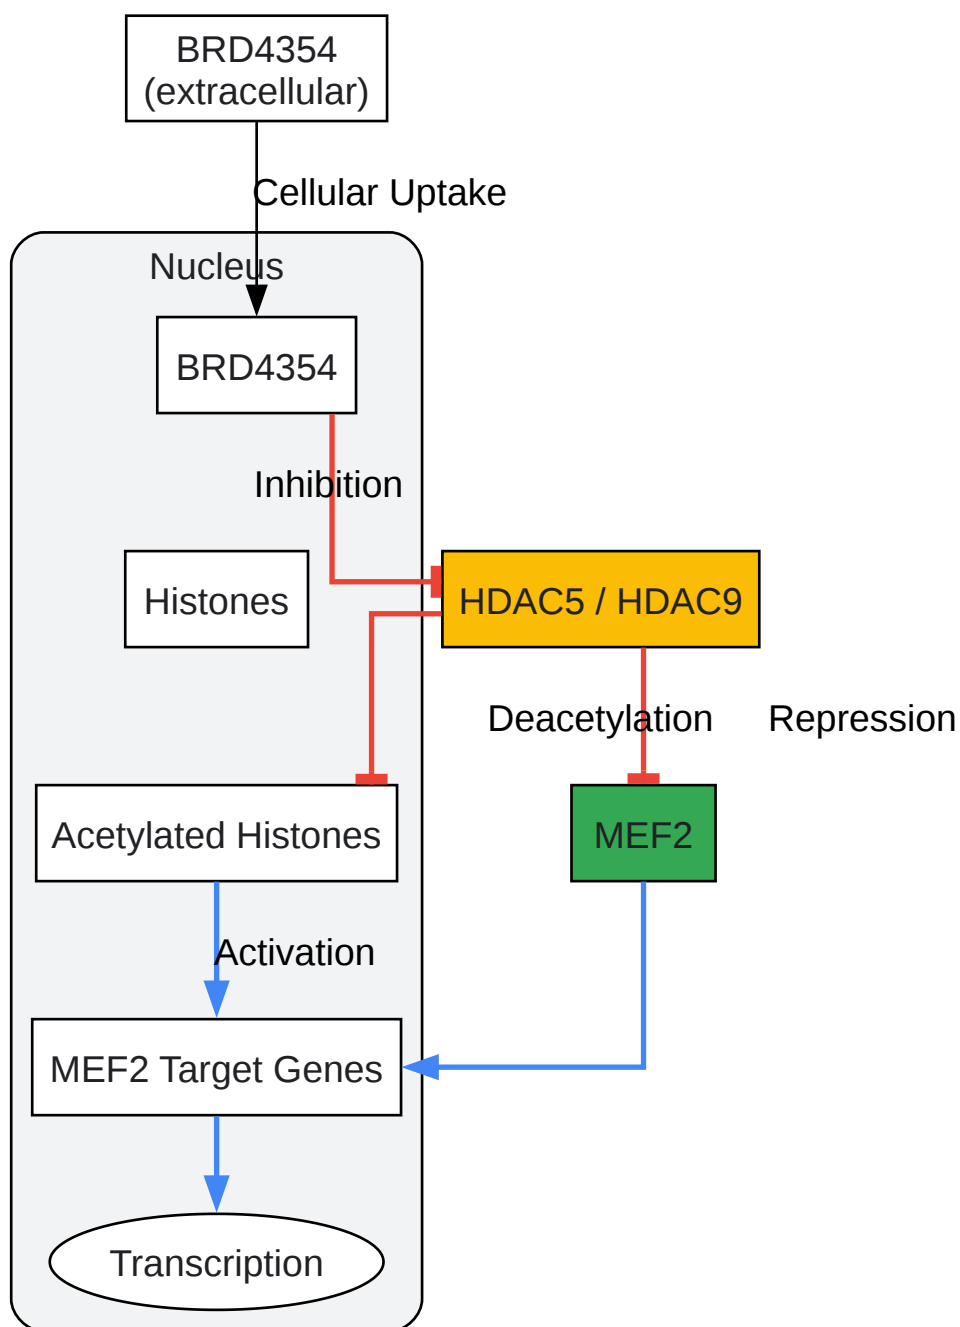 BRD4354
(extracellular)
Cellular Uptake
Nucleus
BRD4354
Inhibition
Histones
HDAC5 / HDAC9
Deacetylation
Repression
Acetylated Histones
MEF2
Activation
MEF2 Target Genes
Transcription